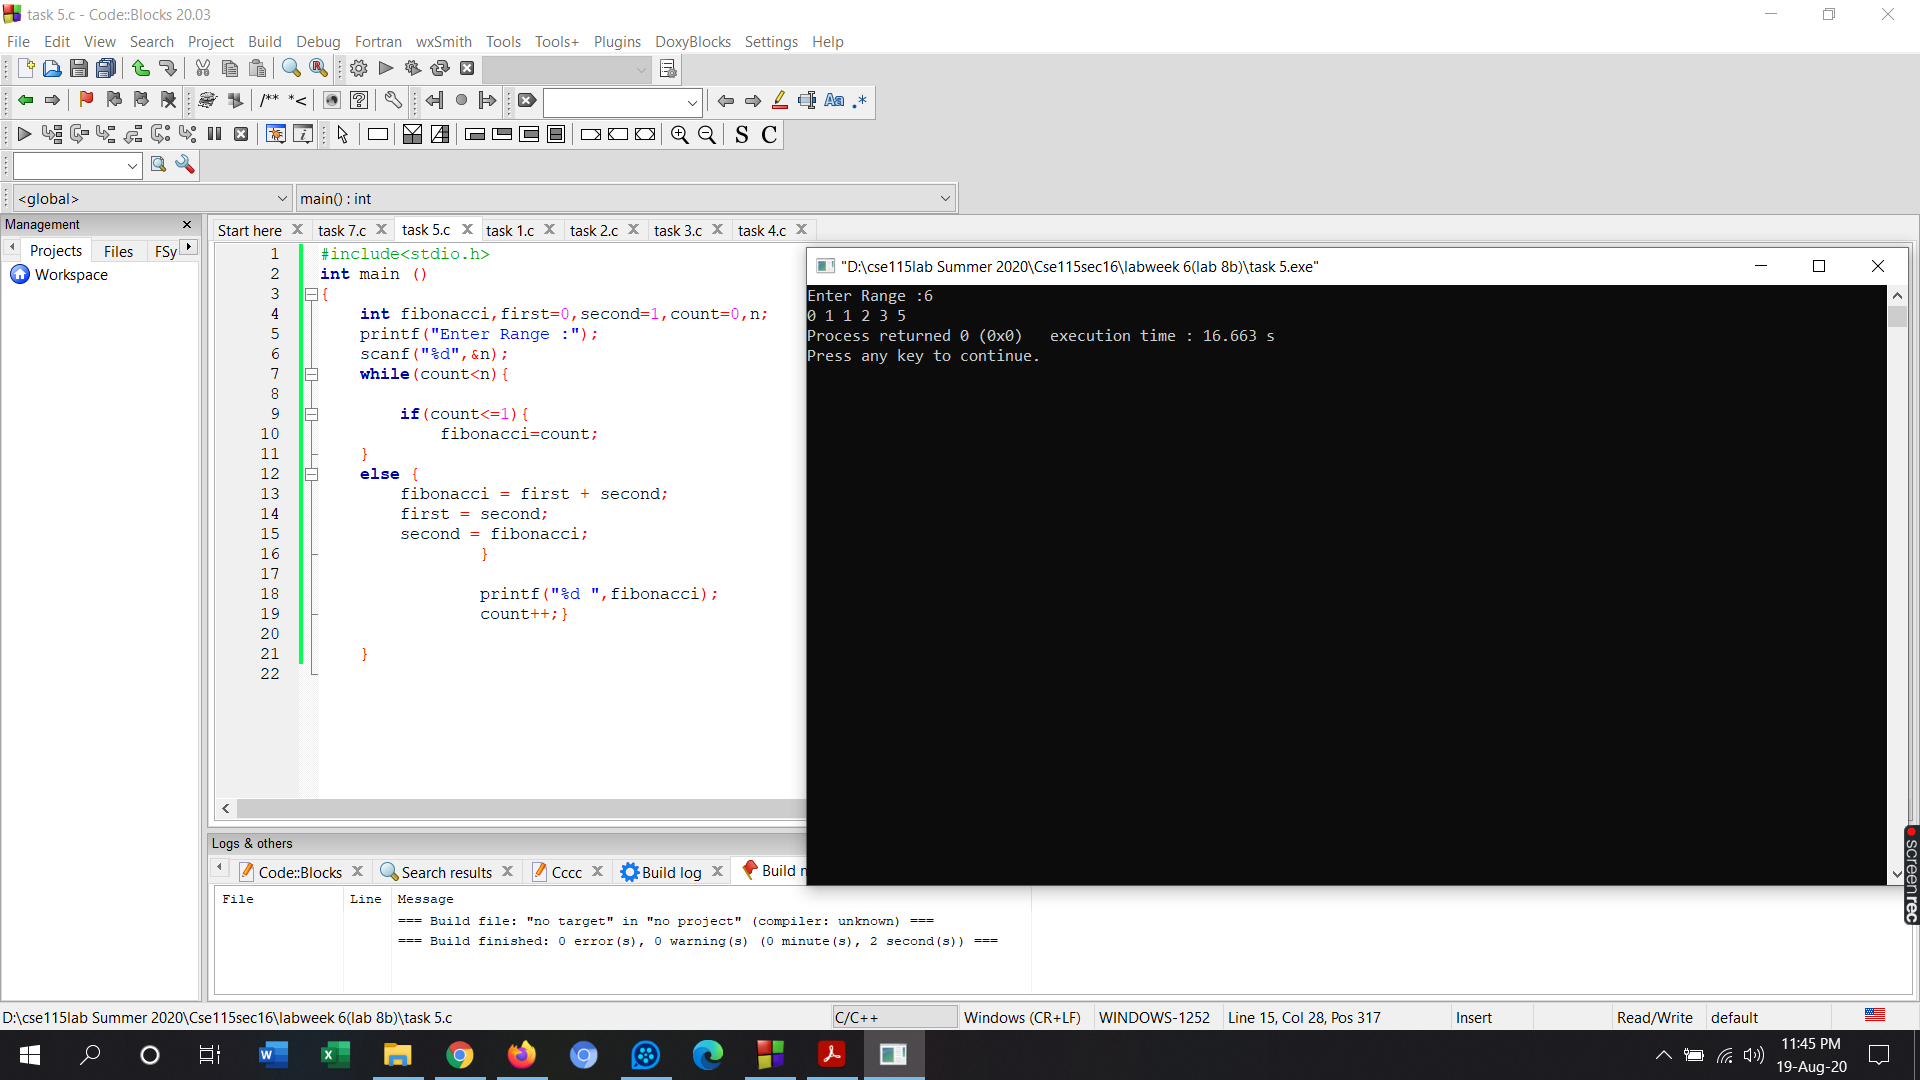 task 5.c - Code::Blocks 20.03
File Edit View Search Project Build Debug Fortran wxSmith Tools Tools+ Plugins DoxyBlocks Settings Help
/** *<
Aa .*
S C
<global> main() : int
Management
Projects Files FSy
Workspace
Start here task 7.c task 5.c task 1.c task 2.c task 3.c task 4.c
1 #include<stdio.h>
2 int main ()
3 {
4 int fibonacci,first=0,second=1,count=0,n;
5 printf("Enter Range :");
6 scanf("%d",&n);
7 while(count<n){
8
9 if(count<=1){
10 fibonacci=count;
11 }
12 else {
13 fibonacci = first + second;
14 first = second;
15 second = fibonacci;
16 }
17
18 printf("%d ",fibonacci);
19 count++;}
20
21 }
22
"D:\cse115lab Summer 2020\Cse115sec16\labweek 6(lab 8b)\task 5.exe"
Enter Range :6
0 1 1 2 3 5
Process returned 0 (0x0) execution time : 16.663 s
Press any key to continue.
Logs & others
Code::Blocks Search results Cccc Build log Build
File Line Message
=== Build file: "no target" in "no project" (compiler: unknown) ===
=== Build finished: 0 error(s), 0 warning(s) (0 minute(s), 2 second(s)) ===
screenrec
D:\cse115lab Summer 2020\Cse115sec16\labweek 6(lab 8b)\task 5.c C/C++ Windows (CR+LF) WINDOWS-1252 Line 15, Col 28, Pos 317 Insert Read/Write default
11:45 PM
19-Aug-20